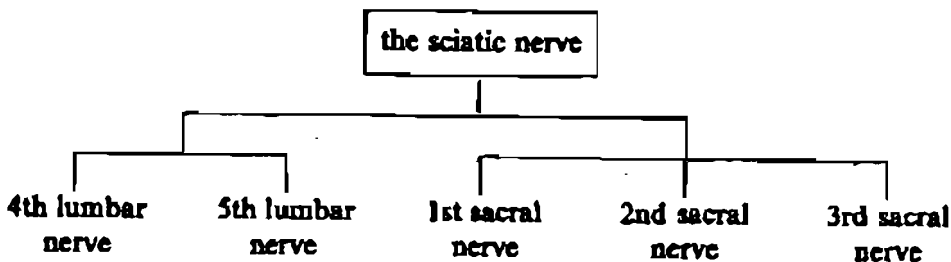 the sciatic nerve
4th lumbar
nerve
5th lumbar
nerve
1st sacral
nerve
2nd sacral
nerve
3rd sacral
nerve